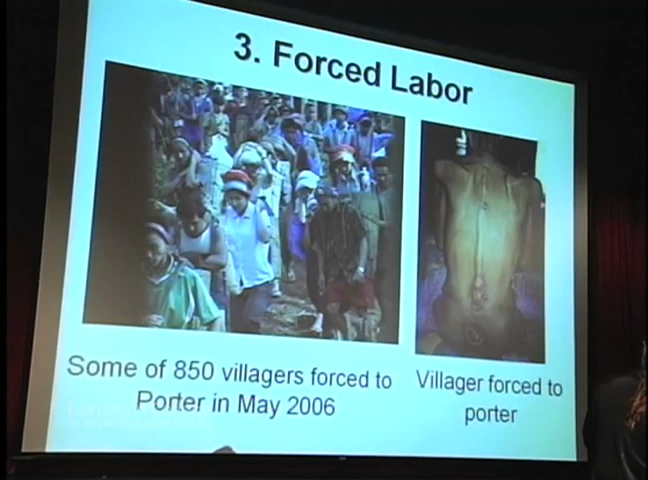 3. Forced Labor
Some of 850 villagers forced to
Porter in May 2006
Villager forced to
porter